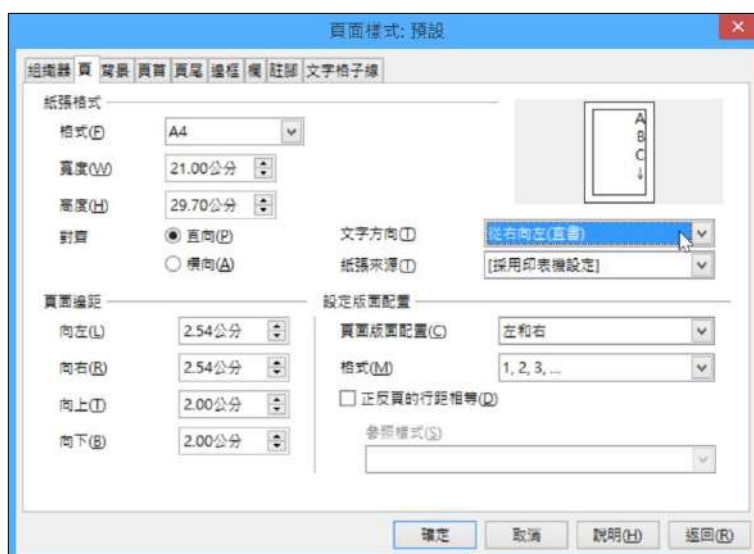 頁面樣式: 預設
組織器 頁 背景 頁首 頁尾 邊框 欄 註腳 文字格子線
紙張格式
格式(F) A4
寬度(W) 21.00公分
高度(H) 29.70公分
對齊 直向(P) 文字方向(T) 從右向左(直書)
橫向(A) 紙張來源(T) [採用印表機設定]
A
B
C
↓
頁面邊距 設定版面配置
向左(L) 2.54公分 頁面版面配置(C) 左和右
向右(R) 2.54公分 格式(M) 1, 2, 3, ...
向上(T) 2.00公分 正反頁的行距相等(D)
向下(B) 2.00公分 參照樣式(S)
確定 取消 說明(H) 返回(R)